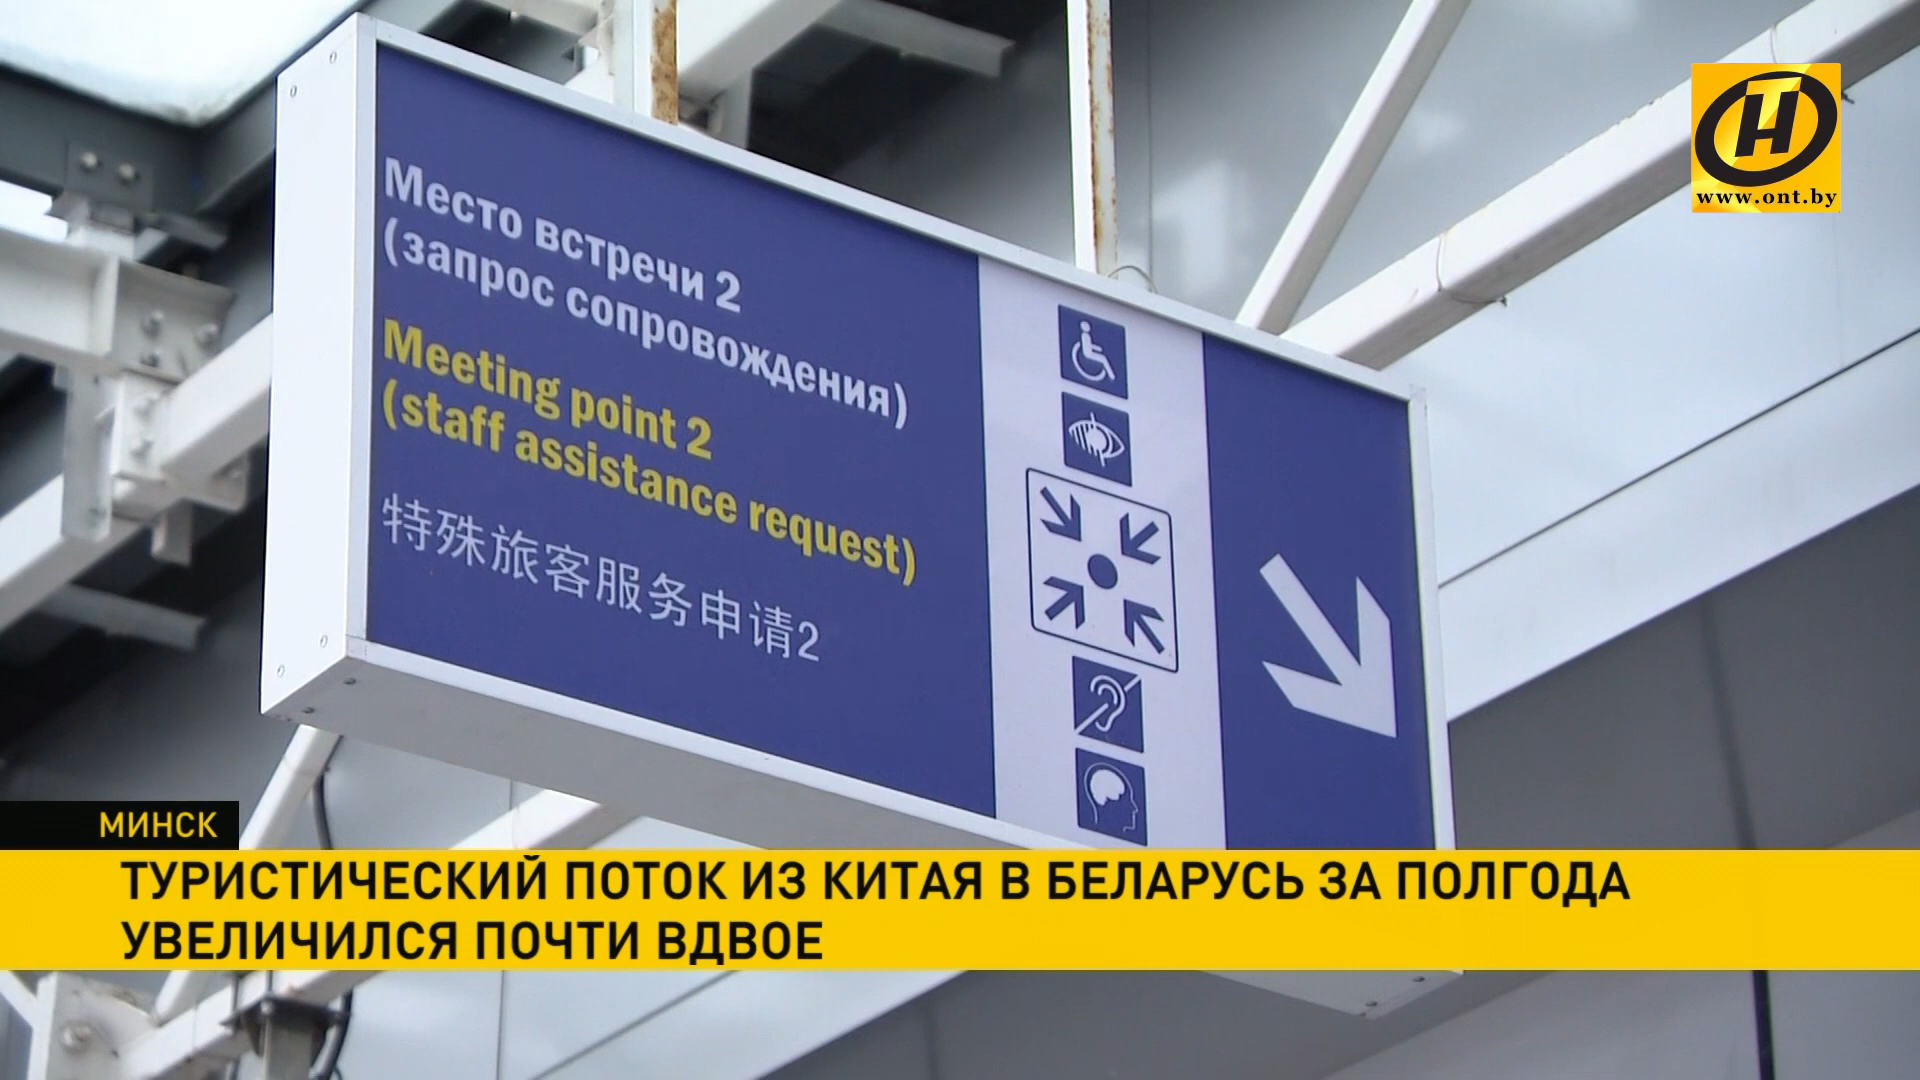 Место встречи 2
(запрос сопровождения)
Meeting point 2
(staff assistance request)
特殊旅客服务申请2
www.ont.by
МИНСК
ТУРИСТИЧЕСКИЙ ПОТОК ИЗ КИТАЯ В БЕЛАРУСЬ ЗА ПОЛГОДА
УВЕЛИЧИЛСЯ ПОЧТИ ВДВОЕ